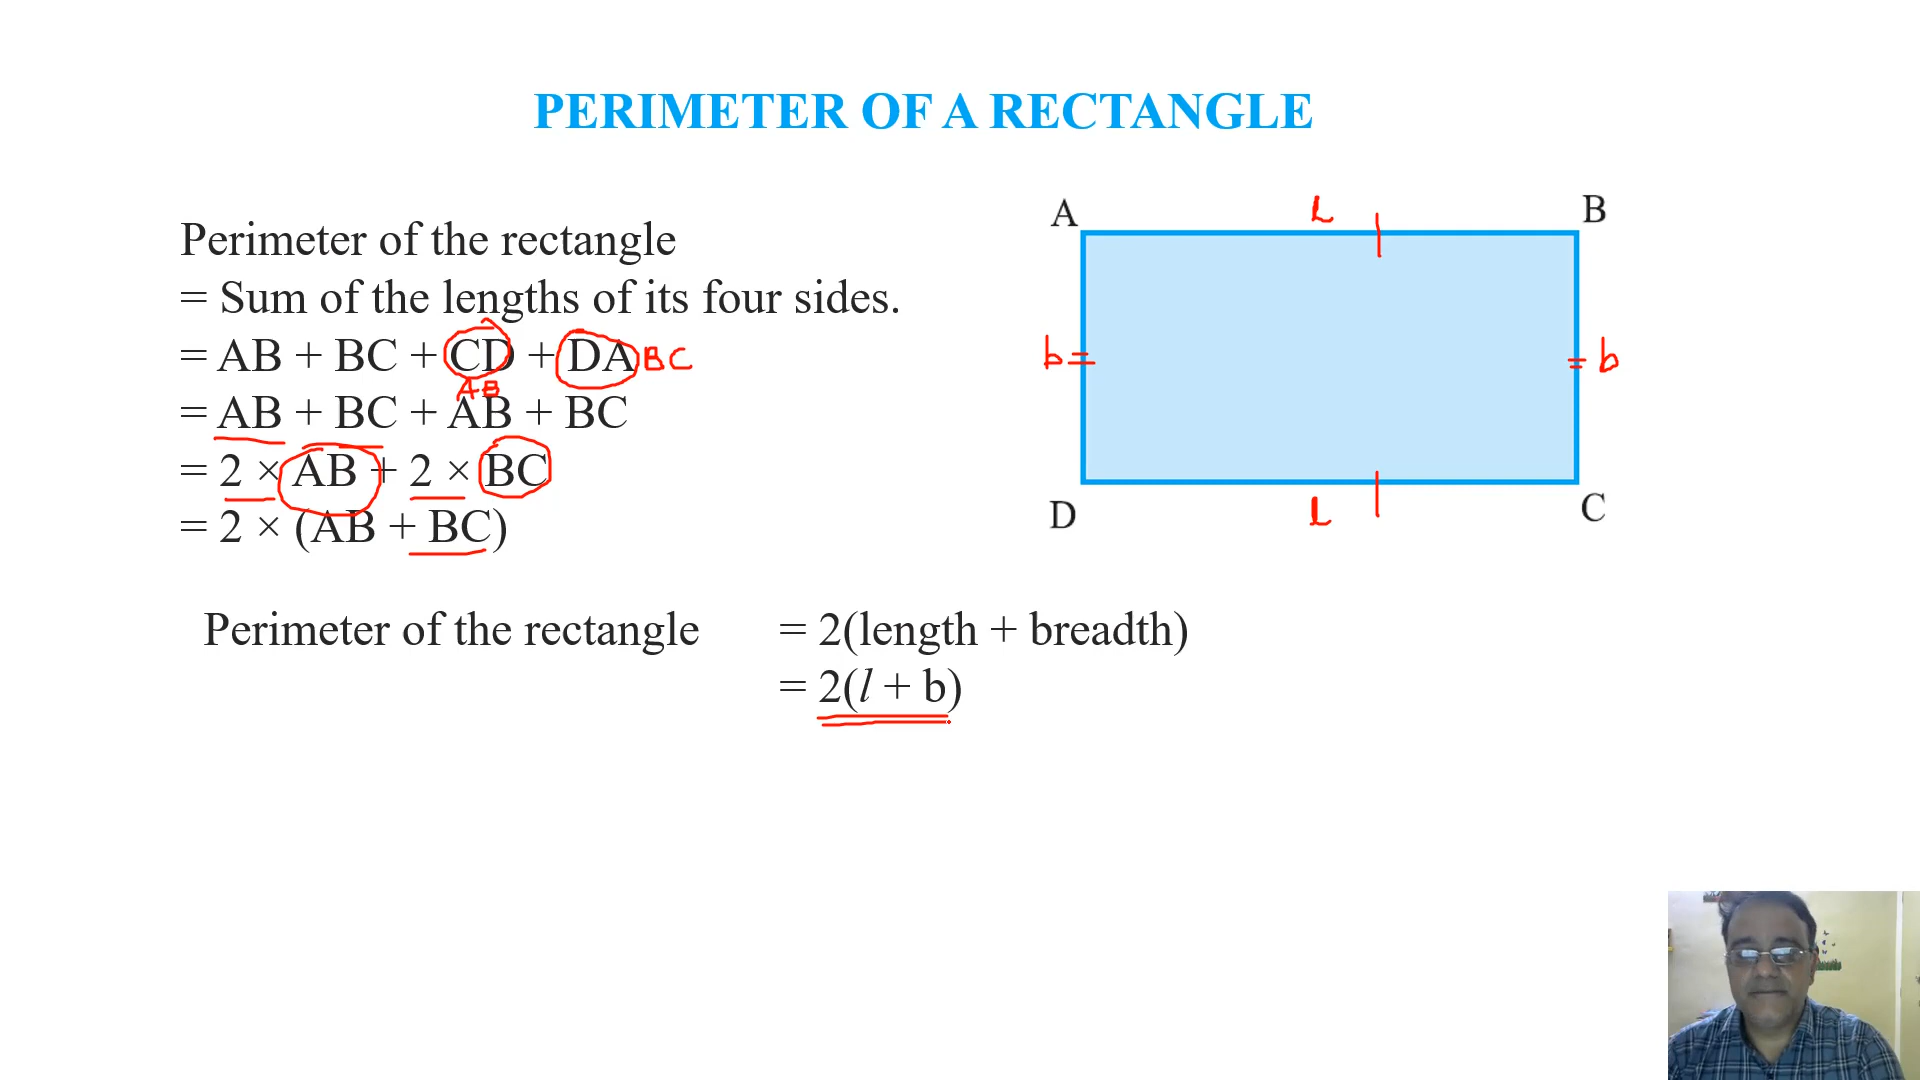 PERIMETER OF A RECTANGLE
Perimeter of the rectangle
= Sum of the lengths of its four sides.
= AB + BC + CD + DA BC
AB
= AB + BC + AB + BC
= 2 × AB + 2 × BC
= 2 × (AB + BC)
A L B
b b
D L C
Perimeter of the rectangle = 2(length + breadth)
= 2(l + b)